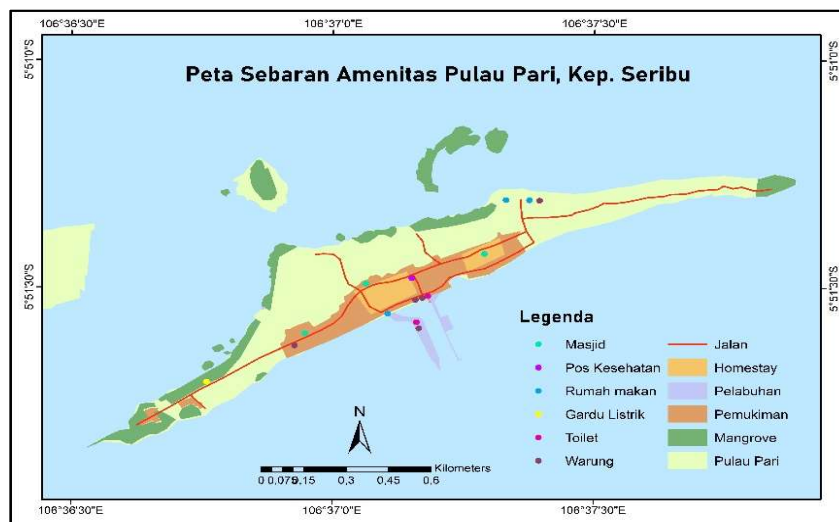 106°36'30"E 106°37'0"E 106°37'30"E
5°51'0"S 5°51'0"S
Peta Sebaran Amenitas Pulau Pari, Kep. Seribu
5°51'30"S 5°51'30"S
Legenda
Masjid
Pos Kesehatan
Rumah makan
Gardu Listrik
Toilet
Warung
Jalan
Homestay
Pelabuhan
Pemukiman
Mangrove
Pulau Pari
N
Kilometers
0 0,075 0,15 0,3 0,45 0,6
106°36'30"E 106°37'0"E 106°37'30"E